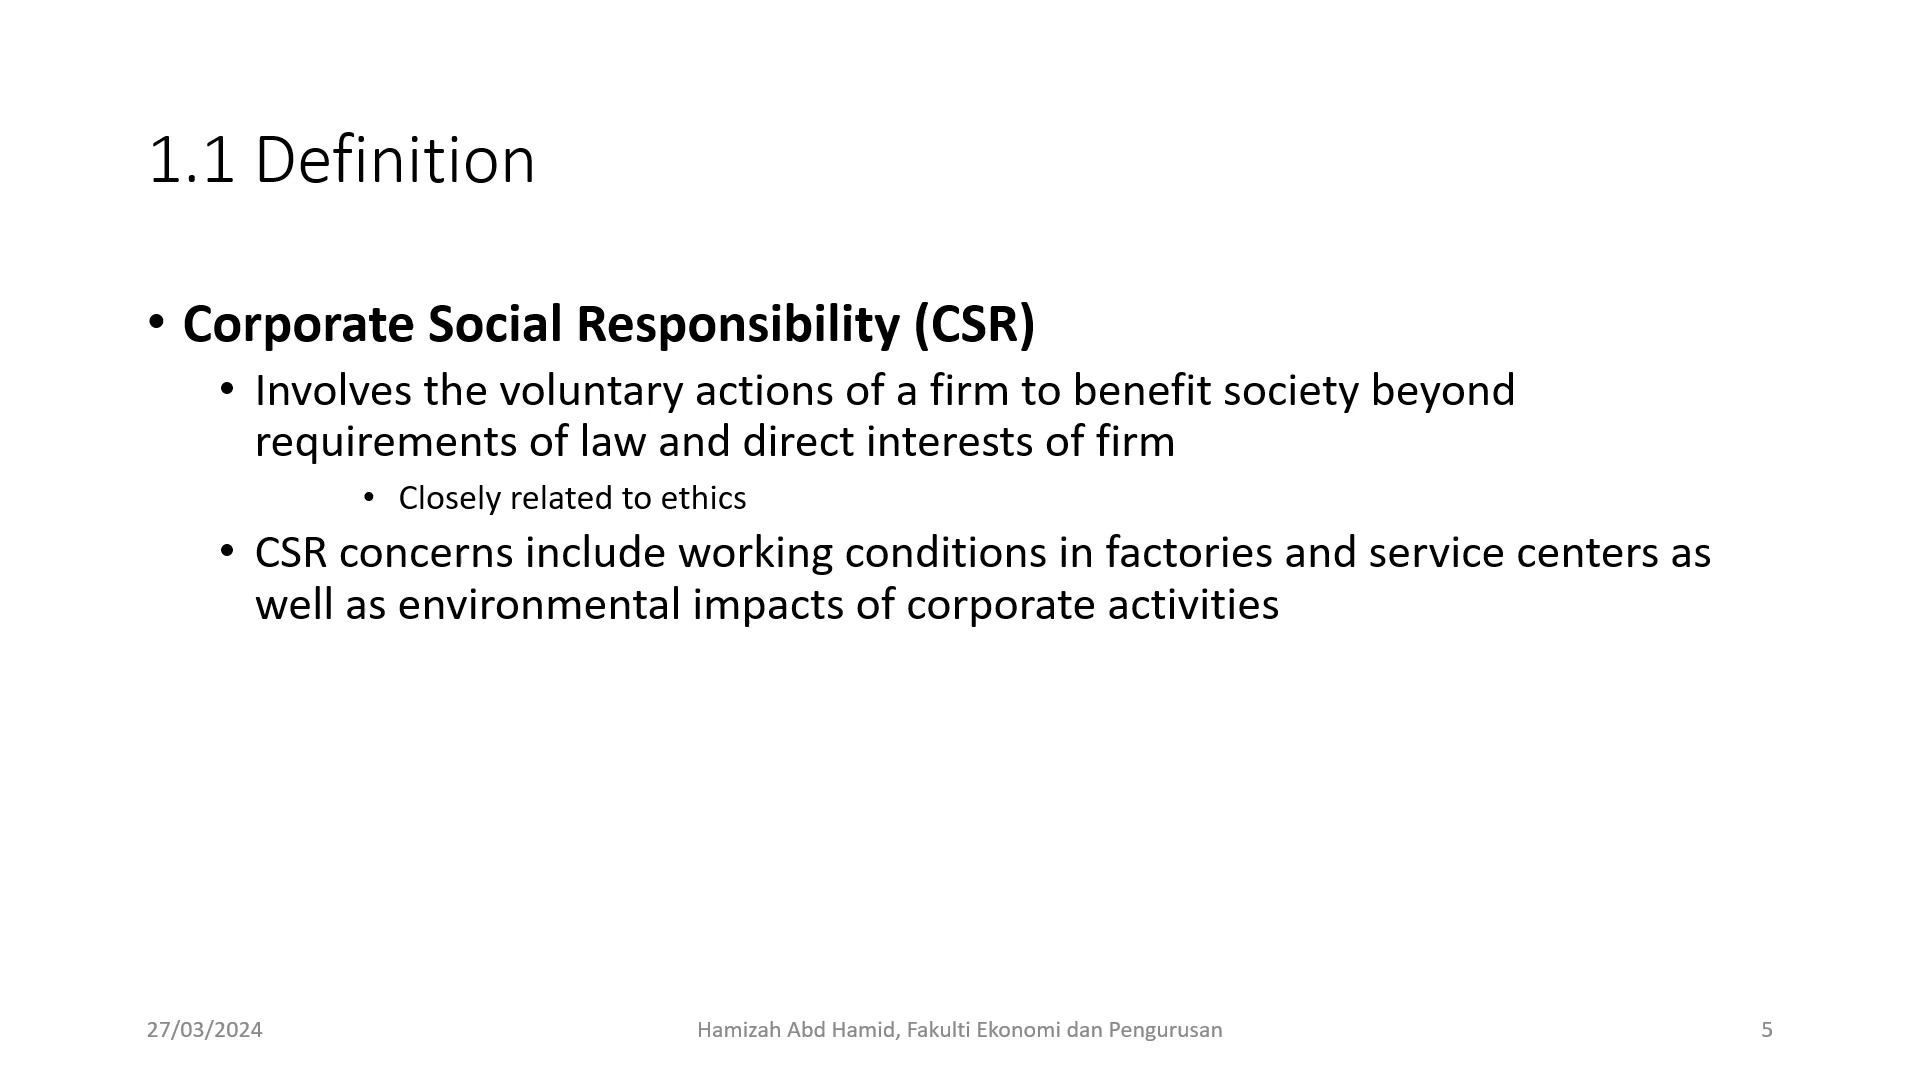 1.1 Definition
• Corporate Social Responsibility (CSR)
• Involves the voluntary actions of a firm to benefit society beyond
requirements of law and direct interests of firm
• Closely related to ethics
• CSR concerns include working conditions in factories and service centers as
well as environmental impacts of corporate activities
27/03/2024
Hamizah Abd Hamid, Fakulti Ekonomi dan Pengurusan
5